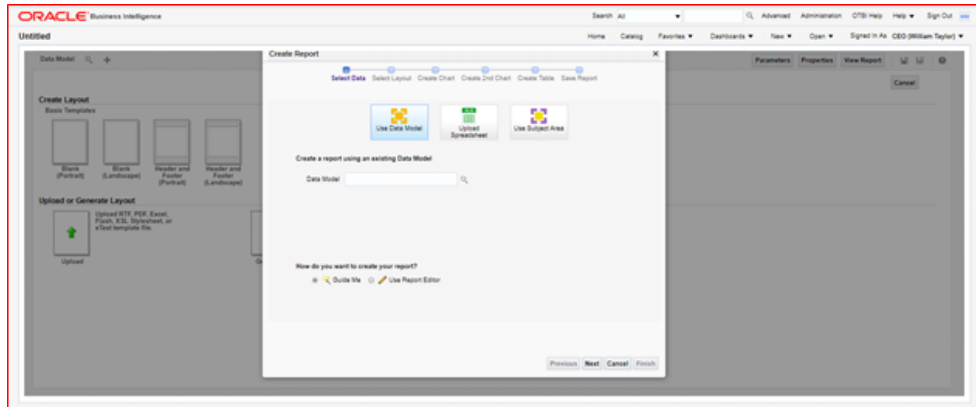 ORACLE Business Intelligence
Search All
Advanced Administration OTBI Help Help Sign Out
Untitled
Home Catalog Favorites Dashboards New Open Signed In As CEO (William Taylor)
Data Model
Parameters Properties View Report
Cancel
Create Layout
Basic Templates
Blank (Portrait)
Blank (Landscape)
Header and Footer (Portrait)
Header and Footer (Landscape)
Upload or Generate Layout
Upload RTF, PDF, Excel,
Flash, XSL Stylesheet, or
eText template file.
Upload
Create Report
Select Data Select Layout Create Chart Create 2nd Chart Create Table Save Report
Use Data Model
Upload Spreadsheet
Use Subject Area
Create a report using an existing Data Model
Data Model
How do you want to create your report?
Guide Me Use Report Editor
Previous Next Cancel Finish